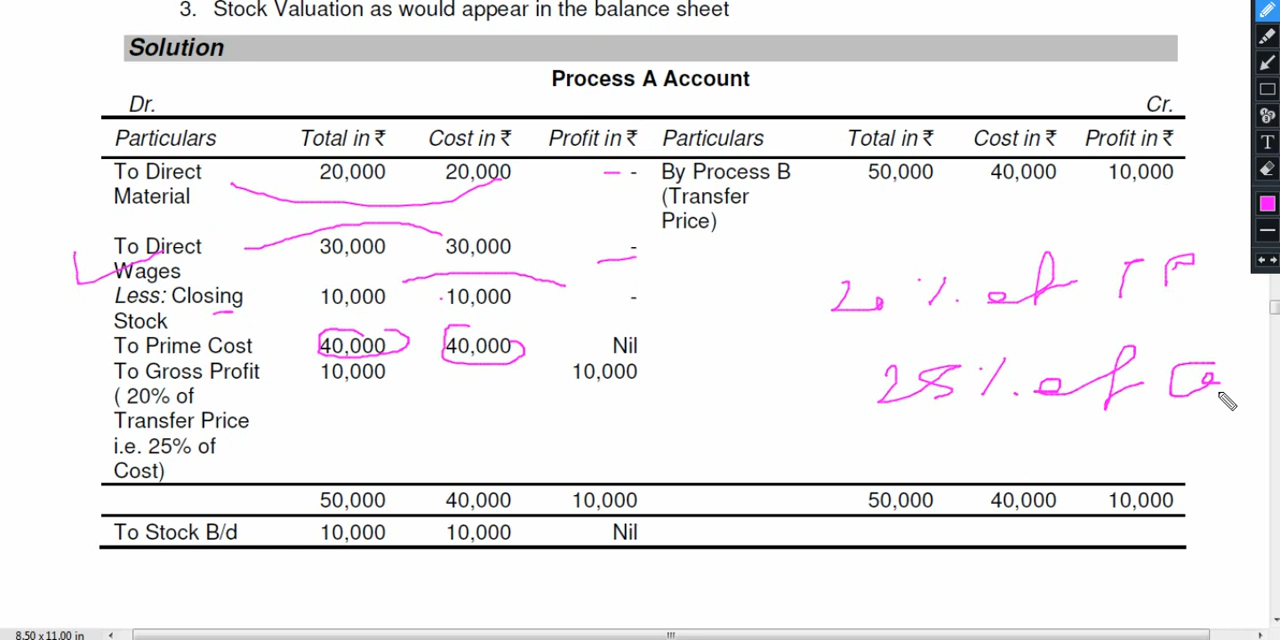 3. Stock Valuation as would appear in the balance sheet
Solution
Process A Account
Dr. Cr.
Particulars Total in ₹ Cost in ₹ Profit in ₹ Particulars Total in ₹ Cost in ₹ Profit in ₹
To Direct 20,000 20,000 - By Process B 50,000 40,000 10,000
Material (Transfer
Price)
To Direct 30,000 30,000 -
Wages
20 % of TP
Less: Closing 10,000 10,000 -
Stock
To Prime Cost 40,000 40,000 Nil
To Gross Profit 10,000 10,000
25 % of Co
( 20% of
Transfer Price
i.e. 25% of
Cost)
50,000 40,000 10,000 50,000 40,000 10,000
To Stock B/d 10,000 10,000 Nil
8.50 x 11.00 in
T